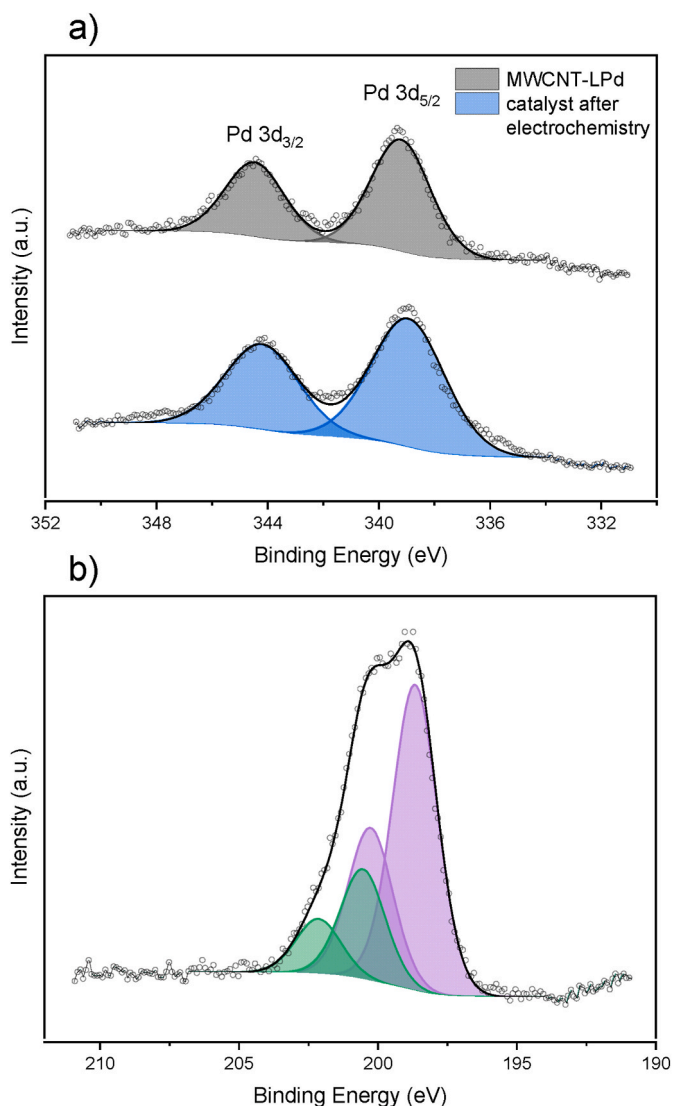 a)
MWCNT-LPd
catalyst after
electrochemistry
Pd 3d5/2
Pd 3d3/2
Intensity (a.u.)
352 348 344 340 336 332
Binding Energy (eV)
b)
Intensity (a.u.)
210 205 200 195 190
Binding Energy (eV)